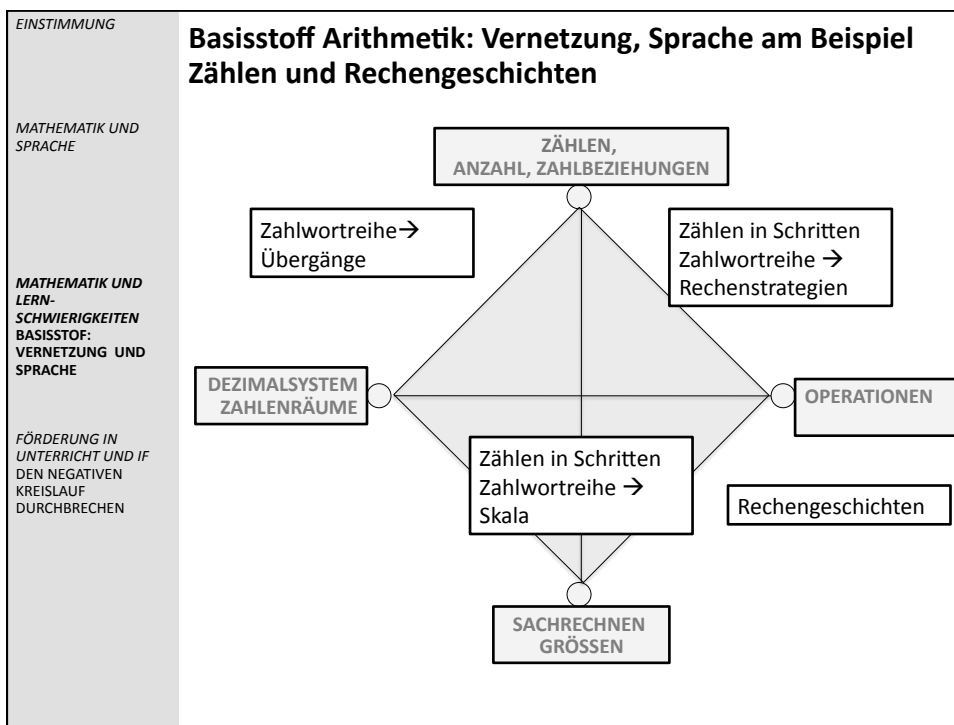 EINSTIMMUNG
MATHEMATIK UND
SPRACHE
MATHEMATIK UND
LERN-
SCHWIERIGKEITEN
BASISSTOF:
VERNETZUNG UND
SPRACHE
FÖRDERUNG IN
UNTERRICHT UND IF
DEN NEGATIVEN
KREISLAUF
DURCHBRECHEN
Basisstoff Arithmetik: Vernetzung, Sprache am Beispiel
Zählen und Rechengeschichten
ZÄHLEN,
ANZAHL, ZAHLBEZIEHUNGEN
Zahlwortreihe→
Übergänge
Zählen in Schritten
Zahlwortreihe →
Rechenstrategien
DEZIMALSYSTEM
ZAHLENRÄUME
OPERATIONEN
Zählen in Schritten
Zahlwortreihe →
Skala
Rechengeschichten
SACHRECHNEN
GRÖSSEN